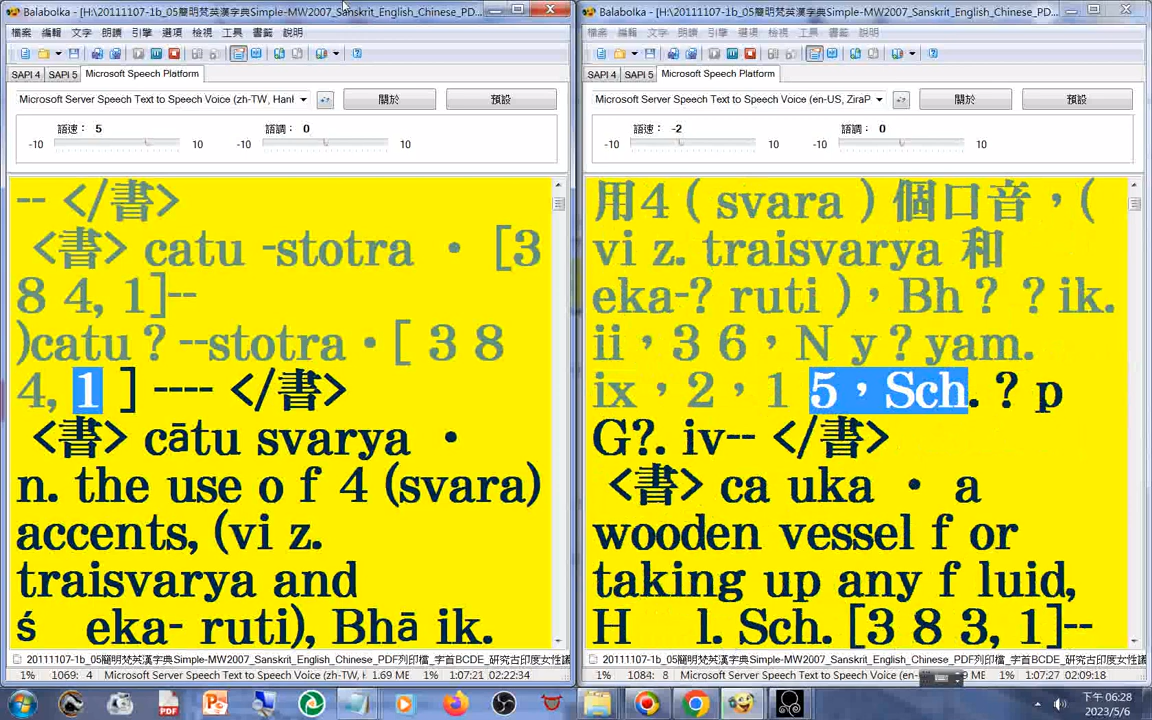 Balabolka - [H:\20111107-1b_05簡明梵英漢字典Simple-MW2007_Sanskrit_English_Chinese_PD...
檔案 編輯 文字 朗讀 引擎 選項 檢視 工具 書籤 說明
SAPI 4 SAPI 5 Microsoft Speech Platform
Microsoft Server Speech Text to Speech Voice (zh-TW, Hanl
關於 預設
語速： 5 語調： 0
-10 10 -10 10
-- </書>
<書> catu -stotra • [3
8 4, 1]--
)catu？--stotra•[ 3 8
4, 1 ] ---- </書>
<書> cātu svarya •
n. the use o f 4 (svara)
accents, (vi z.
traisvarya and
ś eka- ruti), Bhā ik.
20111107-1b_05簡明梵英漢字典Simple-MW2007_Sanskrit_English_Chinese_PDF列印檔_字首BCDE_研究古印度女性議
1% 1069: 4 Microsoft Server Speech Text to Speech Voice (zh-TW, H 1.69 ME 1% 1:07:21 02:22:34
Balabolka - [H:\20111107-1b_05簡明梵英漢字典Simple-MW2007_Sanskrit_English_Chinese_PD...
檔案 編輯 文字 朗讀 引擎 選項 檢視 工具 書籤 說明
SAPI 4 SAPI 5 Microsoft Speech Platform
Microsoft Server Speech Text to Speech Voice (en-US, ZiraP
關於 預設
語速： -2 語調： 0
-10 10 -10 10
用4（svara）個口音，（
vi z. traisvarya 和
eka-？ruti），Bh？？ik.
ii，3 6，N y？yam.
ix，2，1 5，Sch.？p
G?. iv-- </書>
<書> ca uka • a
wooden vessel f or
taking up any f luid,
H l. Sch. [3 8 3, 1]--
20111107-1b_05簡明梵英漢字典Simple-MW2007_Sanskrit_English_Chinese_PDF列印檔_字首BCDE_研究古印度女性議
1% 1084: 8 Microsoft Server Speech Text to Speech Voice (en-US 9 ME 1% 1:07:27 02:09:18
下午 06:28
2023/5/6